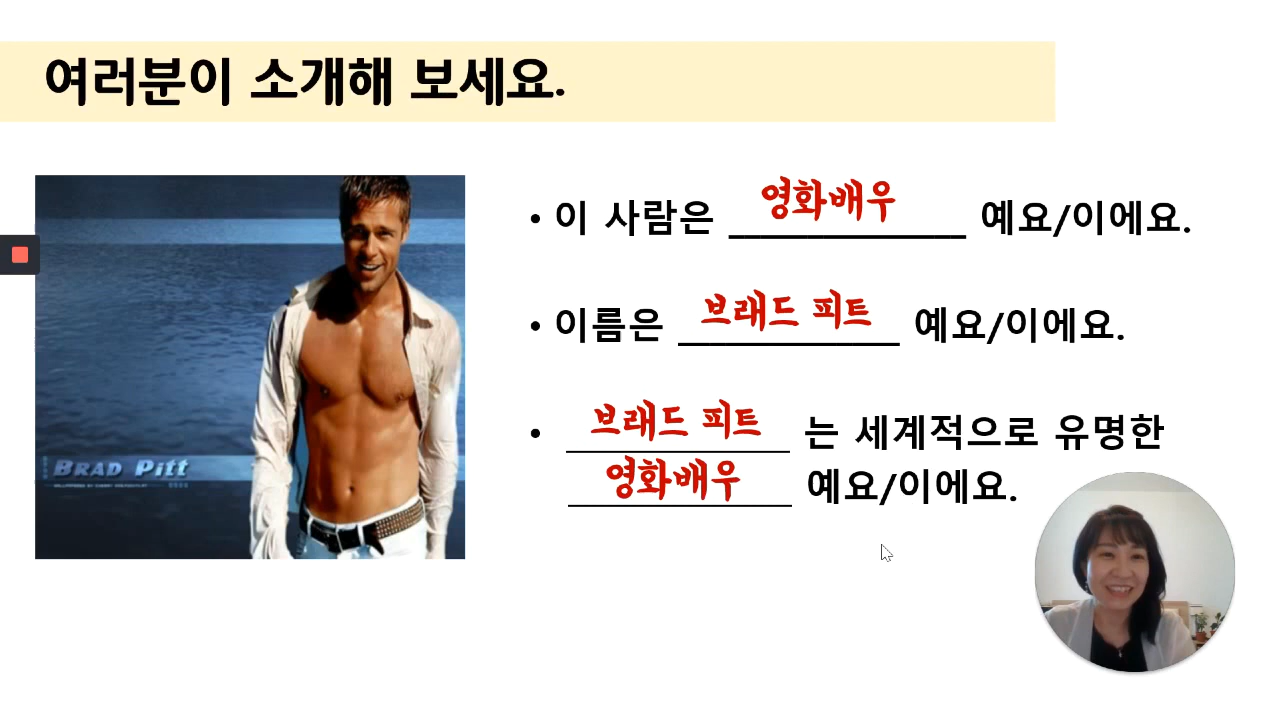 여러분이 소개해 보세요.
• 이 사람은 영화배우 예요/이에요.
• 이름은 브래드 피트 예요/이에요.
• 브래드 피트 는 세계적으로 유명한
영화배우 예요/이에요.
BRAD PITT